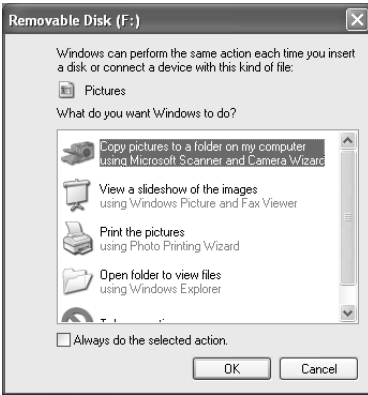 Removable Disk (F:)
Windows can perform the same action each time you insert
a disk or connect a device with this kind of file:
Pictures
What do you want Windows to do?
Copy pictures to a folder on my computer
using Microsoft Scanner and Camera Wizard
View a slideshow of the images
using Windows Picture and Fax Viewer
Print the pictures
using Photo Printing Wizard
Open folder to view files
using Windows Explorer
Always do the selected action.
OK
Cancel